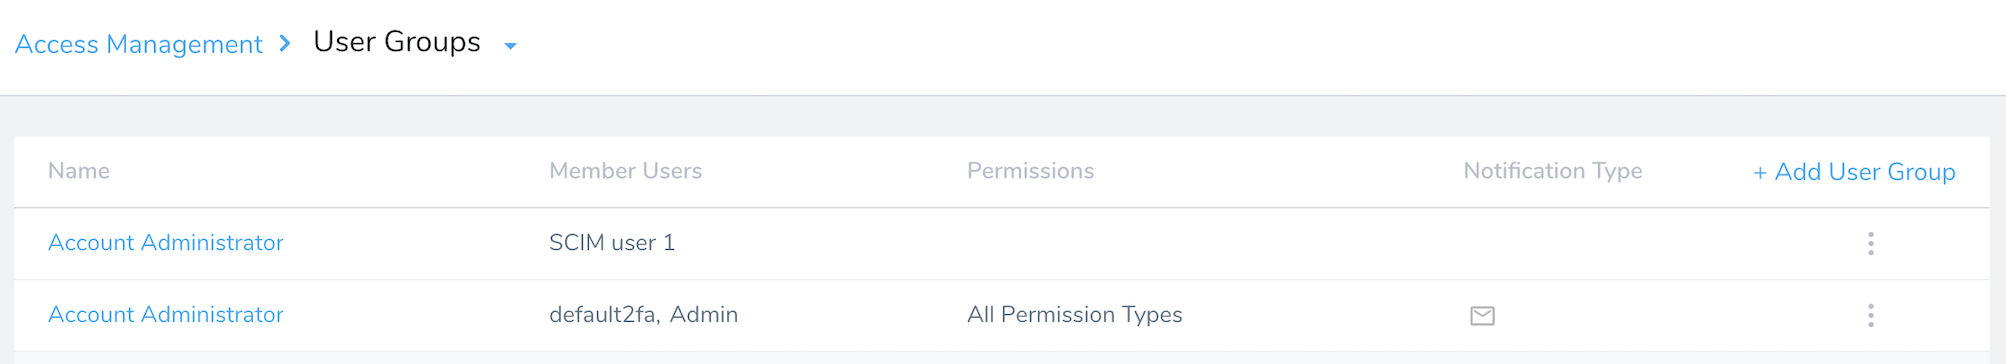 Access Management > User Groups
Name Member Users Permissions Notification Type + Add User Group
Account Administrator SCIM user 1
Account Administrator default2fa, Admin All Permission Types